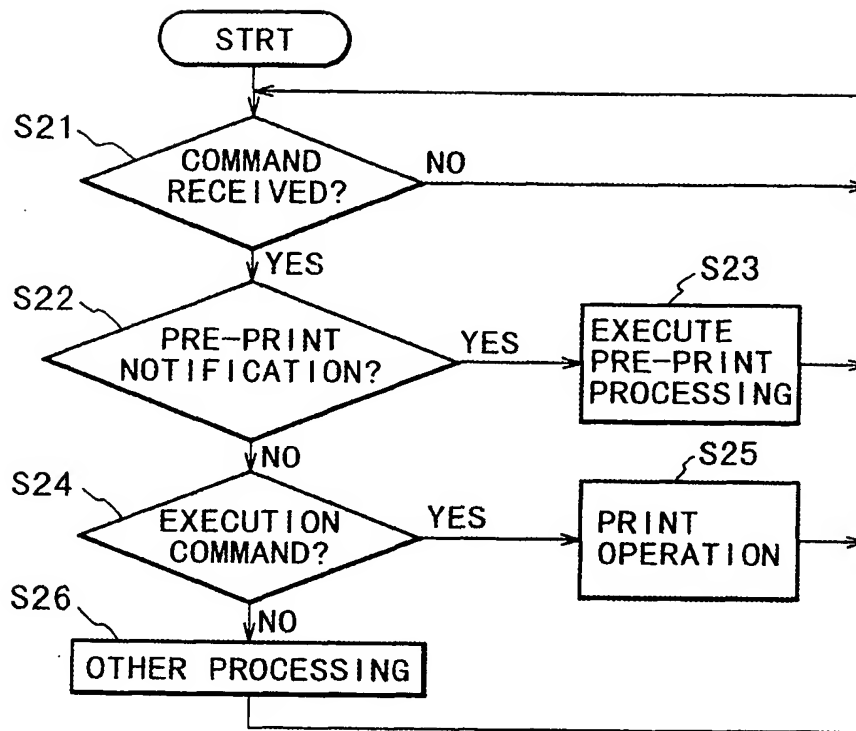 STRT
S21
COMMAND
RECEIVED?
NO
YES
S22
PRE-PRINT
NOTIFICATION?
YES
S23
EXECUTE
PRE-PRINT
PROCESSING
NO
S24
EXECUTION
COMMAND?
YES
S25
PRINT
OPERATION
NO
S26
OTHER PROCESSING